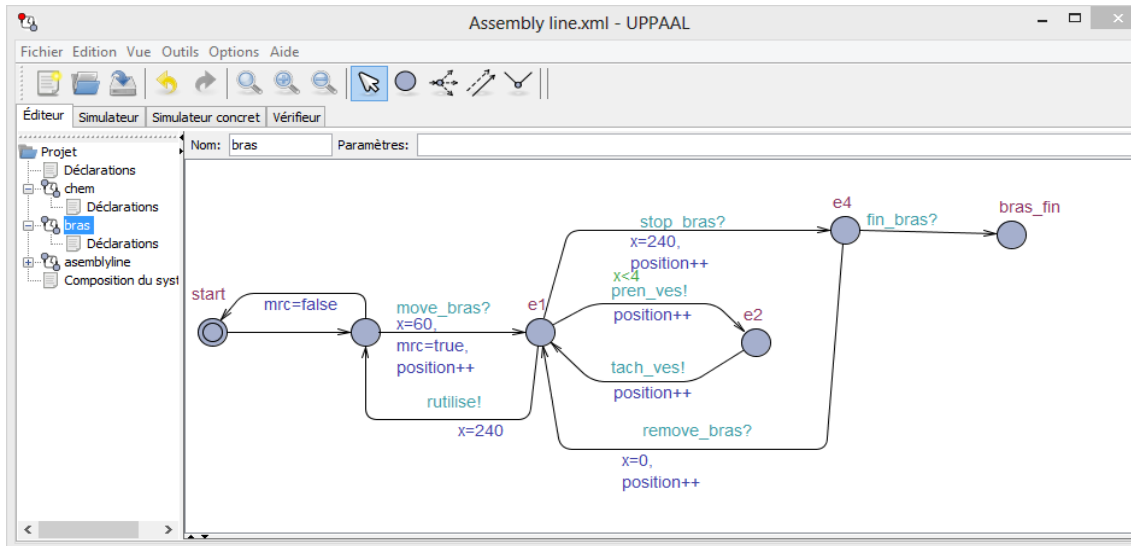 Assembly line.xml - UPPAAL
Fichier Edition Vue Outils Options Aide
Éditeur Simulateur Simulateur concret Vérifieur
Nom: bras Paramètres:
Projet
Déclarations
chem
Déclarations
bras
Déclarations
asemblyline
Composition du syst
start
mrc=false
move_bras?
x=60,
mrc=true,
position++
rutilise!
x=240
e1
stop_bras?
x=240,
position++
x<4
pren_ves!
position++
e2
tach_ves!
position++
remove_bras?
x=0,
position++
e4
fin_bras?
bras_fin